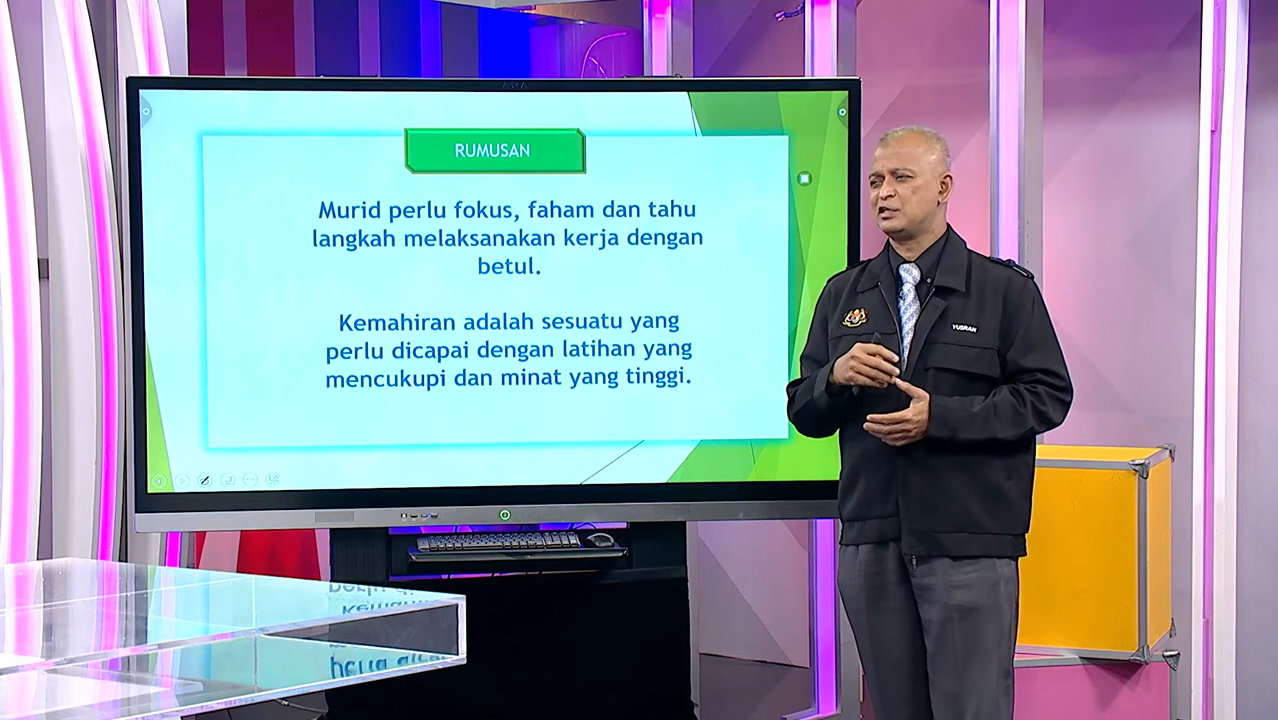 RUMUSAN
Murid perlu fokus, faham dan tahu
langkah melaksanakan kerja dengan
betul.
Kemahiran adalah sesuatu yang
perlu dicapai dengan latihan yang
mencukupi dan minat yang tinggi.
YUSRAN